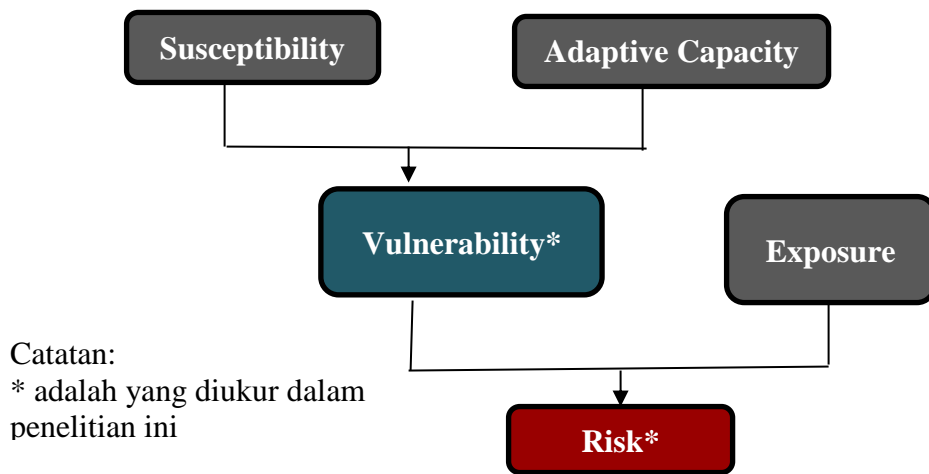 Susceptibility
Adaptive Capacity
Vulnerability*
Exposure
Catatan:
* adalah yang diukur dalam
penelitian ini
Risk*